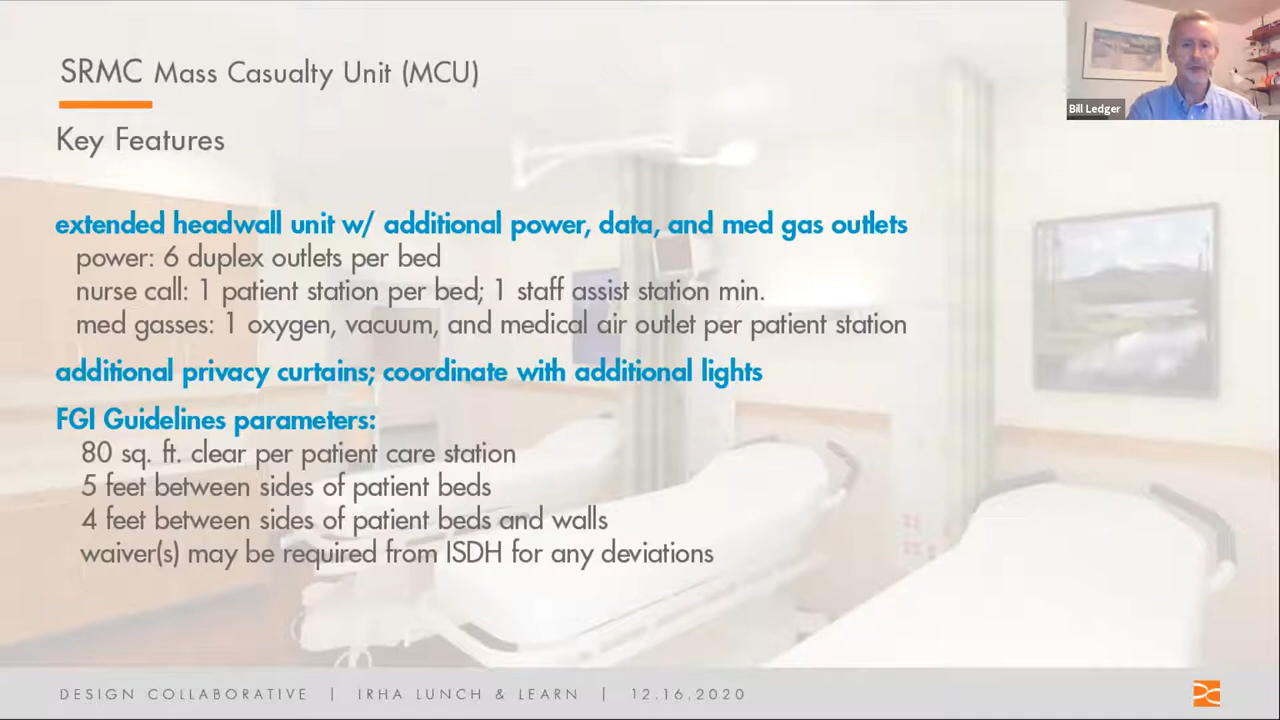 SRMC Mass Casualty Unit (MCU)
Bill Ledger
Key Features
extended headwall unit w/ additional power, data, and med gas outlets
power: 6 duplex outlets per bed
nurse call: 1 patient station per bed; 1 staff assist station min.
med gasses: 1 oxygen, vacuum, and medical air outlet per patient station
additional privacy curtains; coordinate with additional lights
FGI Guidelines parameters:
80 sq. ft. clear per patient care station
5 feet between sides of patient beds
4 feet between sides of patient beds and walls
waiver(s) may be required from ISDH for any deviations
DESIGN COLLABORATIVE | IRHA LUNCH & LEARN | 12.16.2020